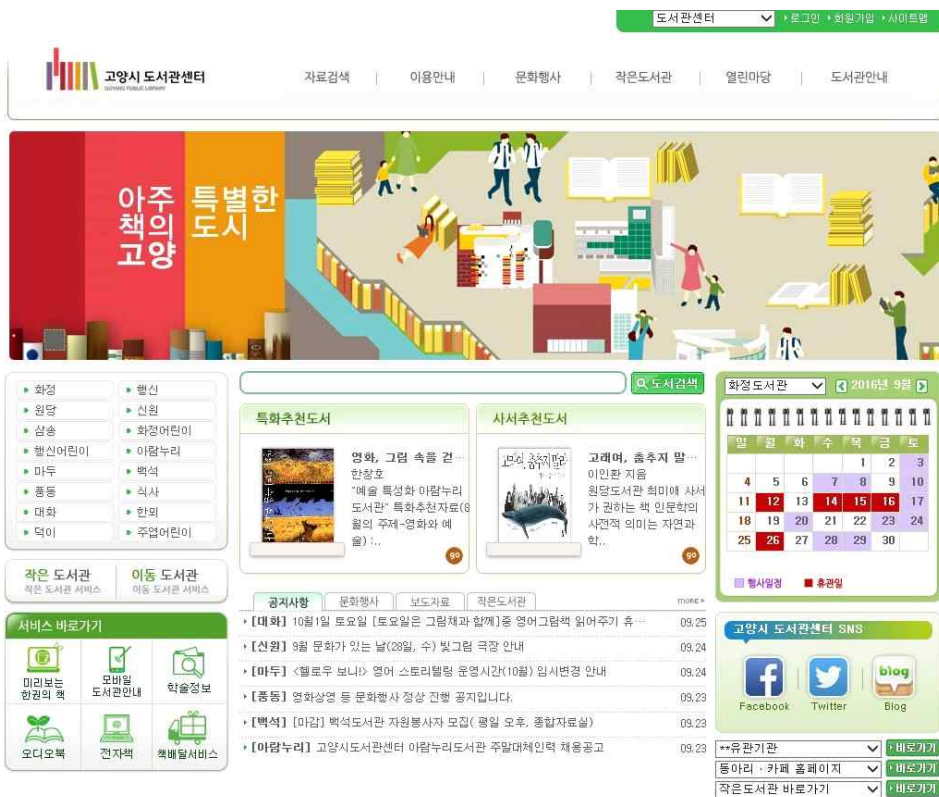 도서관센터
로그인
회원가입
사이트맵
고양시 도서관센터
GOYANG PUBLIC LIBRARY
자료검색 | 이용안내 | 문화행사 | 작은도서관 | 열린마당 | 도서관안내
아주 특별한
책의 도시
고양
화정 행신
원당 신원
삼송 화정어린이
행신어린이 아람누리
마두 백석
풍동 식사
대화 한뫼
덕이 주엽어린이
작은 도서관 이동 도서관
작은 도서관 서비스 이동 도서관 서비스
서비스 바로가기
미리보는 한권의 책
모바일 도서관안내
학술정보
오디오북
전자책
책배달서비스
도서검색
특화추천도서
영화, 그림 속을 걷···
한창호
"예술 특성화 아람누리
도서관" 특화추천자료(8
월의 주제-영화와 예
술) :..
go
사서추천도서
고래여, 춤추지 말···
이인환 지음
원당도서관 최미애 사서
가 권하는 책 인문학의
사전적 의미는 자연과
학..
go
공지사항 문화행사 보도자료 작은도서관 more
[대화] 10월1일 토요일 [토요일은 그림책과 함께]중 영어그림책 읽어주기 휴··· 09.25
[신원] 9월 문화가 있는 날(28일, 수) 빛그림 극장 안내 09.24
[마두] <헬로우 보니!> 영어 스토리텔링 운영시간(10월) 임시변경 안내 09.24
[풍동] 영화상영 등 문화행사 정상 진행 공지입니다. 09.23
[백석] [마감] 백석도서관 자원봉사자 모집( 평일 오후, 종합자료실) 09.23
[아람누리] 고양시도서관센터 아람누리도서관 주말대체인력 채용공고 09.23
화정도서관 2016년 9월
일 월 화 수 목 금 토
1 2 3
4 5 6 7 8 9 10
11 12 13 14 15 16 17
18 19 20 21 22 23 24
25 26 27 28 29 30
행사일정 휴관일
고양시 도서관센터 SNS
blog
Facebook Twitter Blog
**유관기관 바로가기
동아리 · 카페 홈페이지 바로가기
작은도서관 바로가기 바로가기